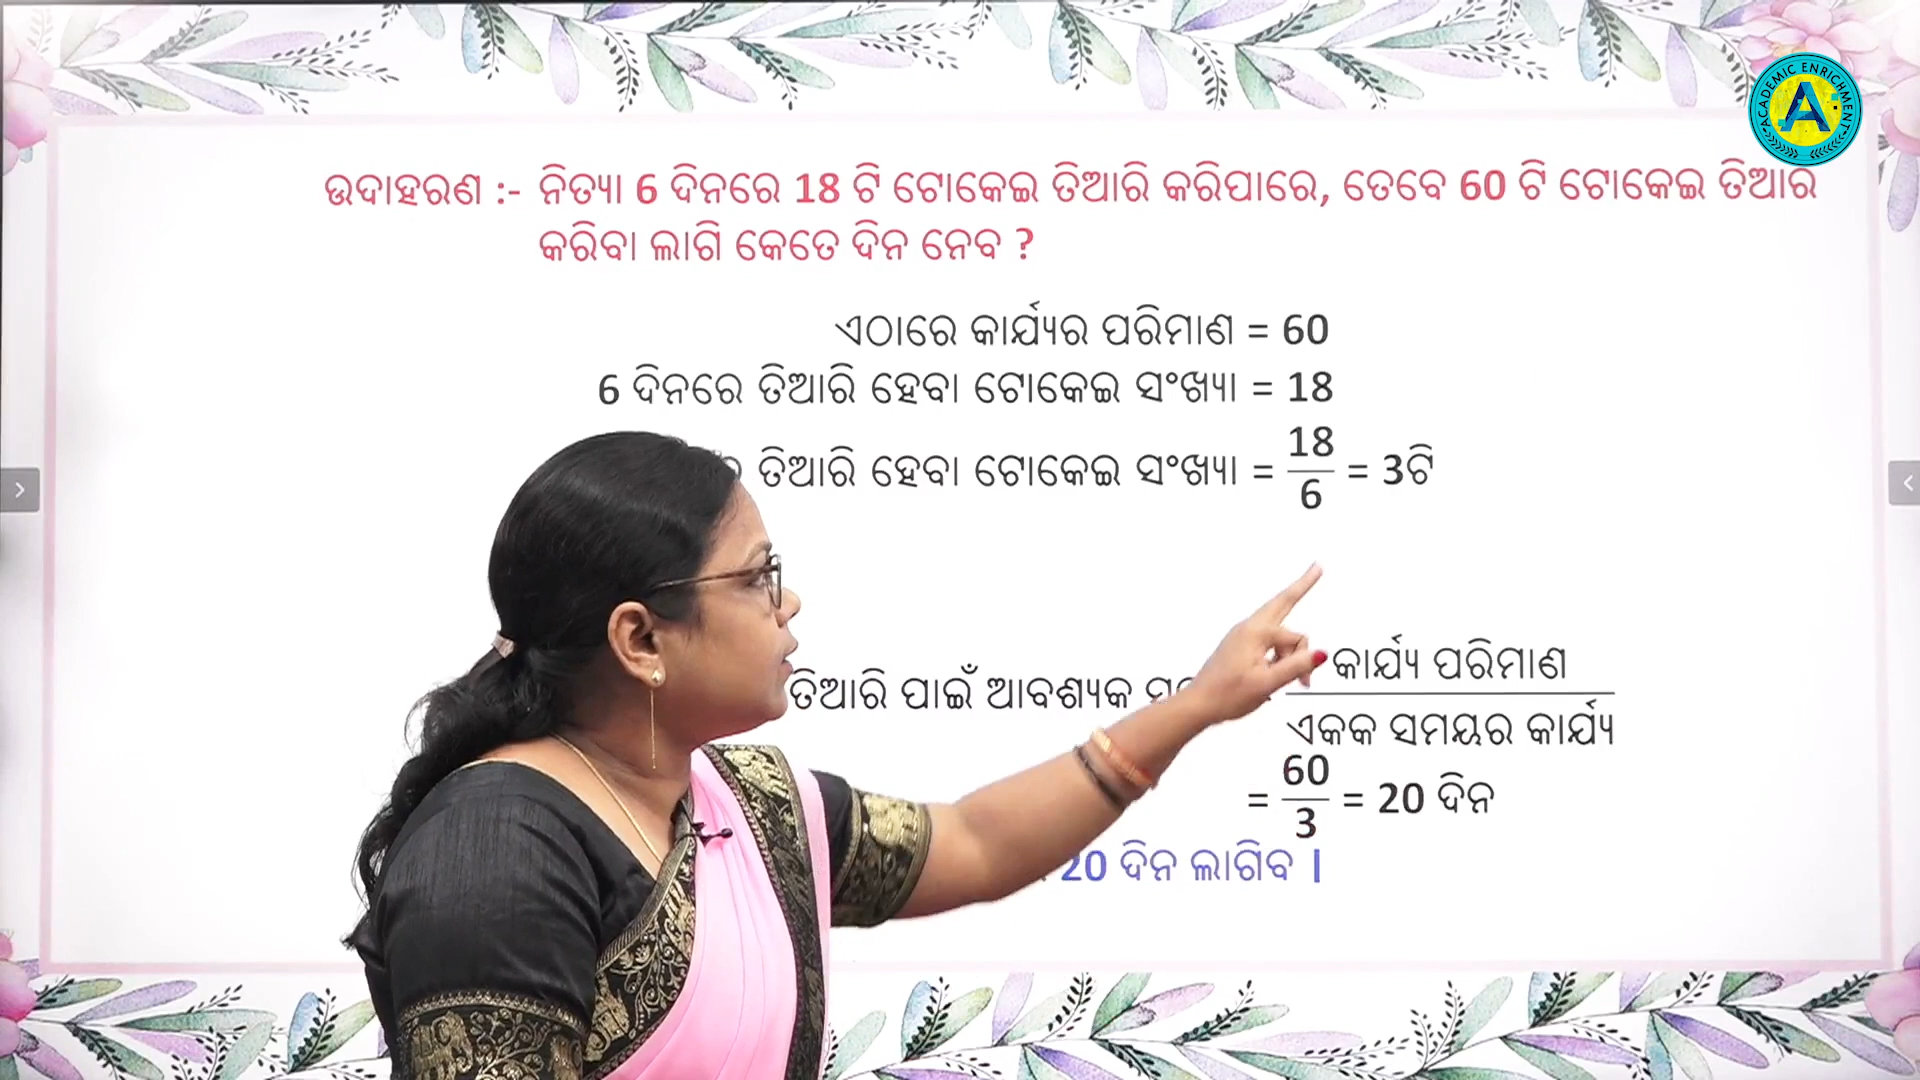 ACADEMIC ENRICHMENT
ଉଦାହରଣ :- ନିତ୍ୟା 6 ଦିନରେ 18 ଟି ଟୋକେଇ ତିଆରି କରିପାରେ, ତେବେ 60 ଟି ଟୋକେଇ ତିଆରି
କରିବା ଲାଗି କେତେ ଦିନ ନେବ ?
ଏଠାରେ କାର୍ଯ୍ୟର ପରିମାଣ = 60
6 ଦିନରେ ତିଆରି ହେବା ଟୋକେଇ ସଂଖ୍ୟା = 18
ତିଆରି ହେବା ଟୋକେଇ ସଂଖ୍ୟା = 18/6 = 3ଟି
ତିଆରି ପାଇଁ ଆବଶ୍ୟକ କାର୍ଯ୍ୟ ପରିମାଣ
ଏକକ ସମୟର କାର୍ଯ୍ୟ
= 60/3 = 20 ଦିନ
20 ଦିନ ଲାଗିବ ।